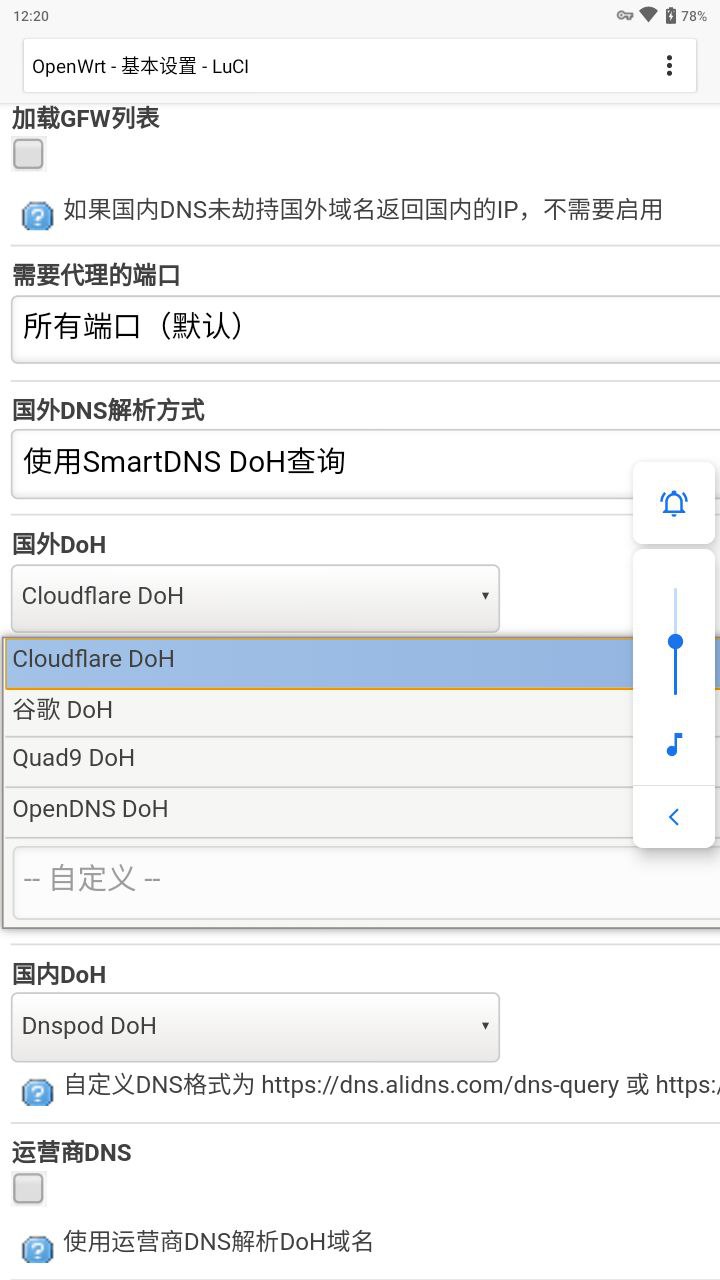 12:20
78%
OpenWrt - 基本设置 - LuCI
加载GFW列表
如果国内DNS未劫持国外域名返回国内的IP，不需要启用
需要代理的端口
所有端口（默认）
国外DNS解析方式
使用SmartDNS DoH查询
国外DoH
Cloudflare DoH
Cloudflare DoH
谷歌 DoH
Quad9 DoH
OpenDNS DoH
-- 自定义 --
国内DoH
Dnspod DoH
自定义DNS格式为 https://dns.alidns.com/dns-query 或 https:/
运营商DNS
使用运营商DNS解析DoH域名